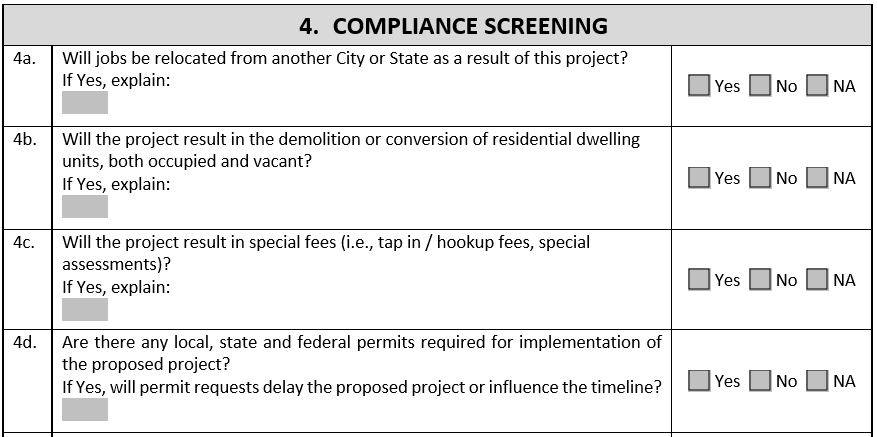 4. COMPLIANCE SCREENING
4a. Will jobs be relocated from another City or State as a result of this project?
If Yes, explain:
Yes No NA
4b. Will the project result in the demolition or conversion of residential dwelling
units, both occupied and vacant?
If Yes, explain:
Yes No NA
4c. Will the project result in special fees (i.e., tap in / hookup fees, special
assessments)?
If Yes, explain:
Yes No NA
4d. Are there any local, state and federal permits required for implementation of
the proposed project?
If Yes, will permit requests delay the proposed project or influence the timeline?
Yes No NA